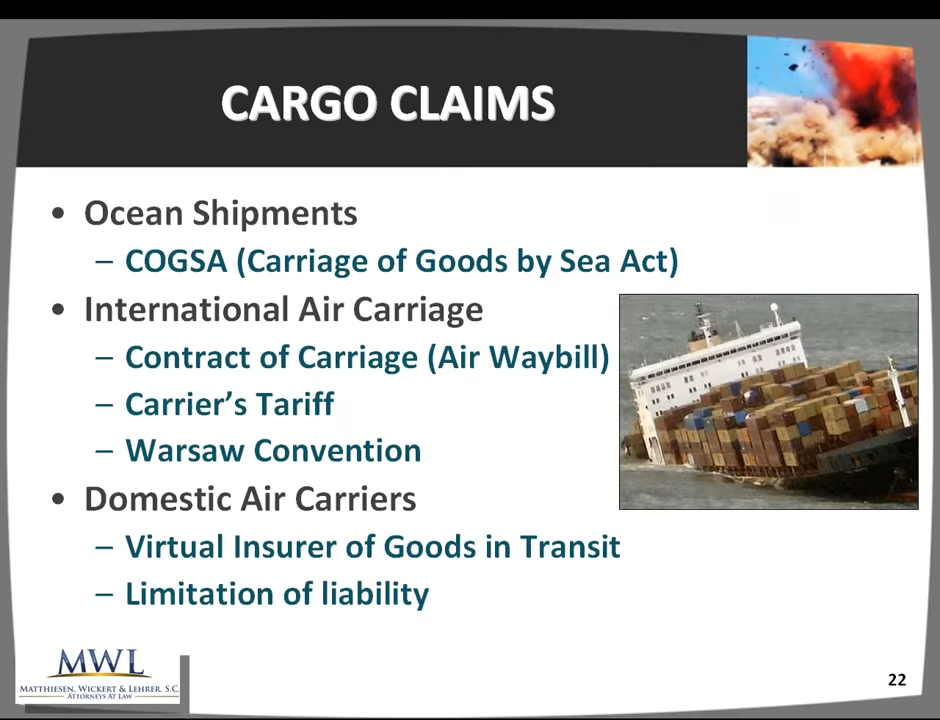 CARGO CLAIMS
• Ocean Shipments
– COGSA (Carriage of Goods by Sea Act)
• International Air Carriage
– Contract of Carriage (Air Waybill)
– Carrier’s Tariff
– Warsaw Convention
• Domestic Air Carriers
– Virtual Insurer of Goods in Transit
– Limitation of liability
MWL
MATTHIESEN, WICKERT & LEHRER, S.C.
ATTORNEYS AT LAW
22